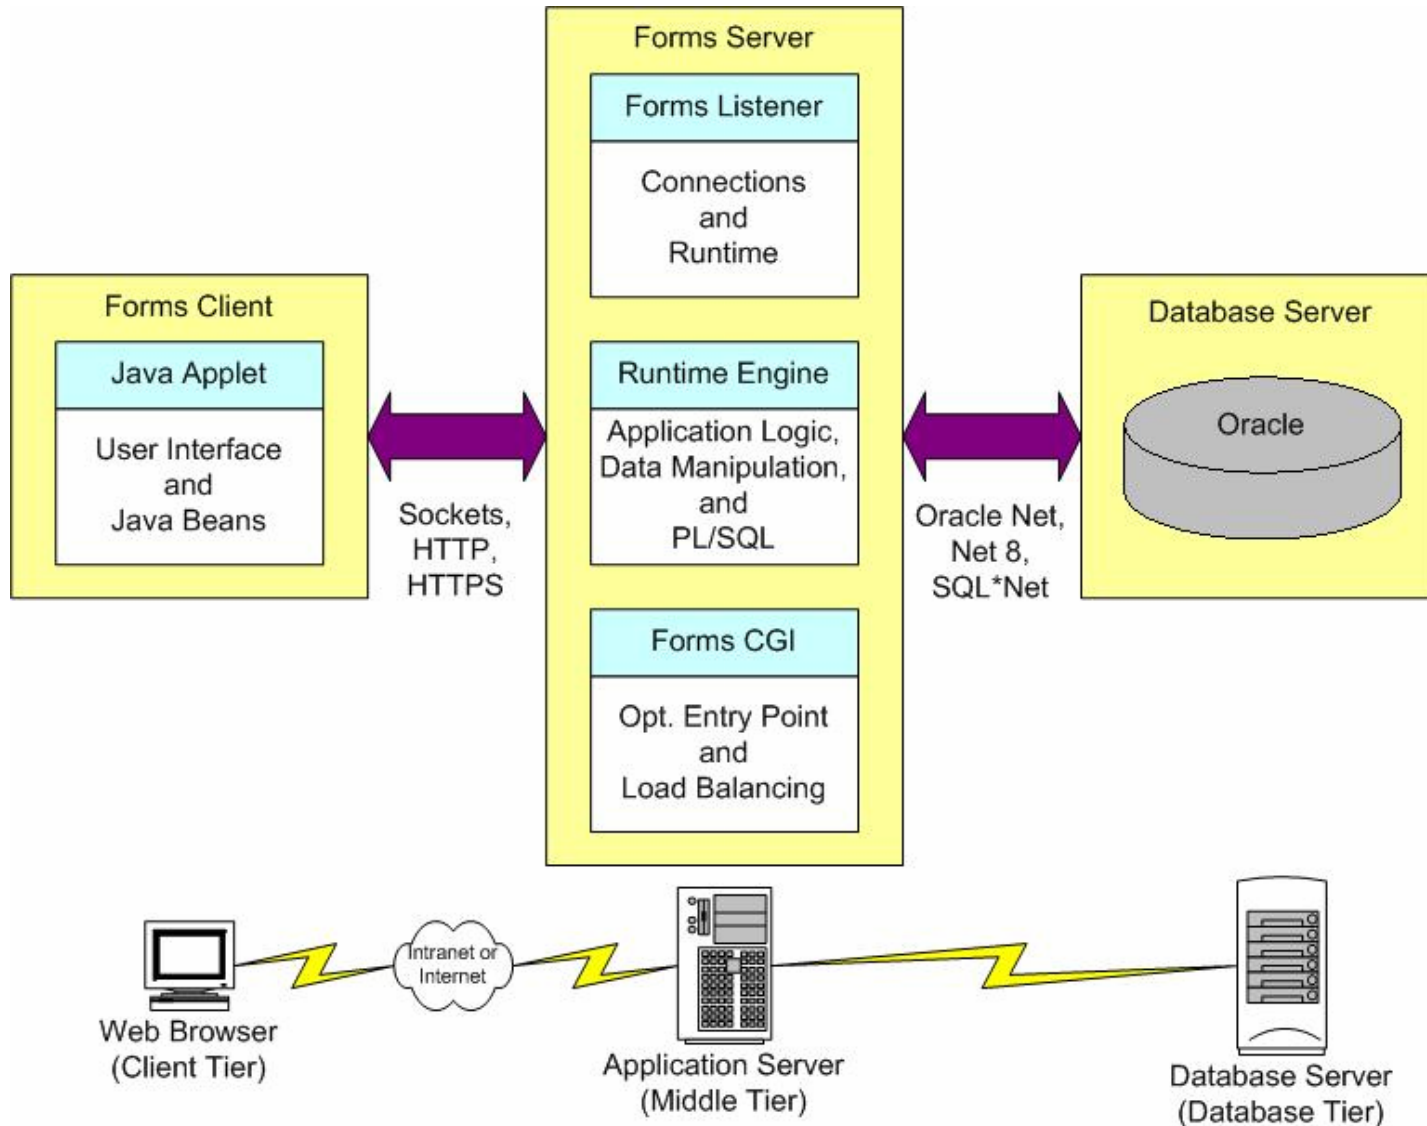 Forms Server
Forms Listener
Connections
and
Runtime
Forms Client
Java Applet
User Interface
and
Java Beans
Sockets,
HTTP,
HTTPS
Runtime Engine
Application Logic,
Data Manipulation,
and
PL/SQL
Forms CGI
Opt. Entry Point
and
Load Balancing
Oracle Net,
Net 8,
SQL*Net
Database Server
Oracle
Web Browser
(Client Tier)
Intranet or
Internet
Application Server
(Middle Tier)
Database Server
(Database Tier)